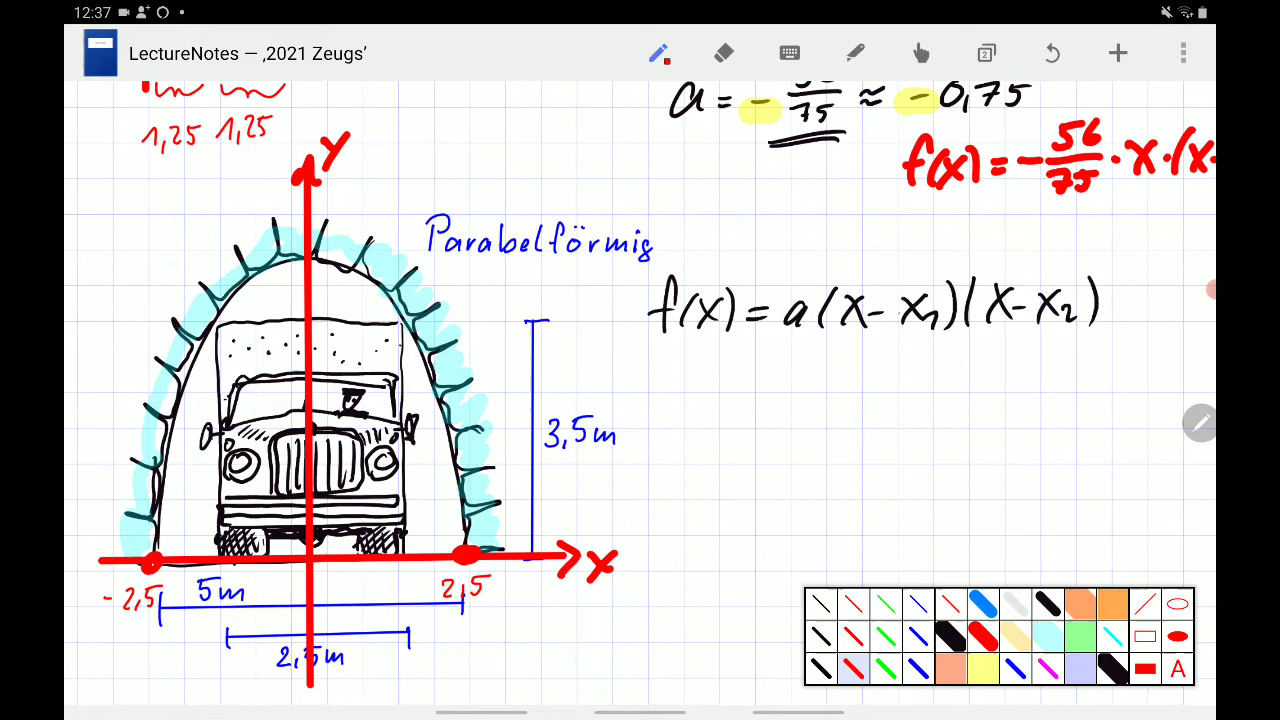 12:37
LectureNotes — ‚2021 Zeugs’
2
1,25 1,25
a = - /75 ≈ -0,75
f(x) = - 56/75 · x · (x ·
y
Parabelförmig
f(x) = a (x - x₁)(x - x₂)
3,5m
x
-2,5 5m 2,5
2,5m
A